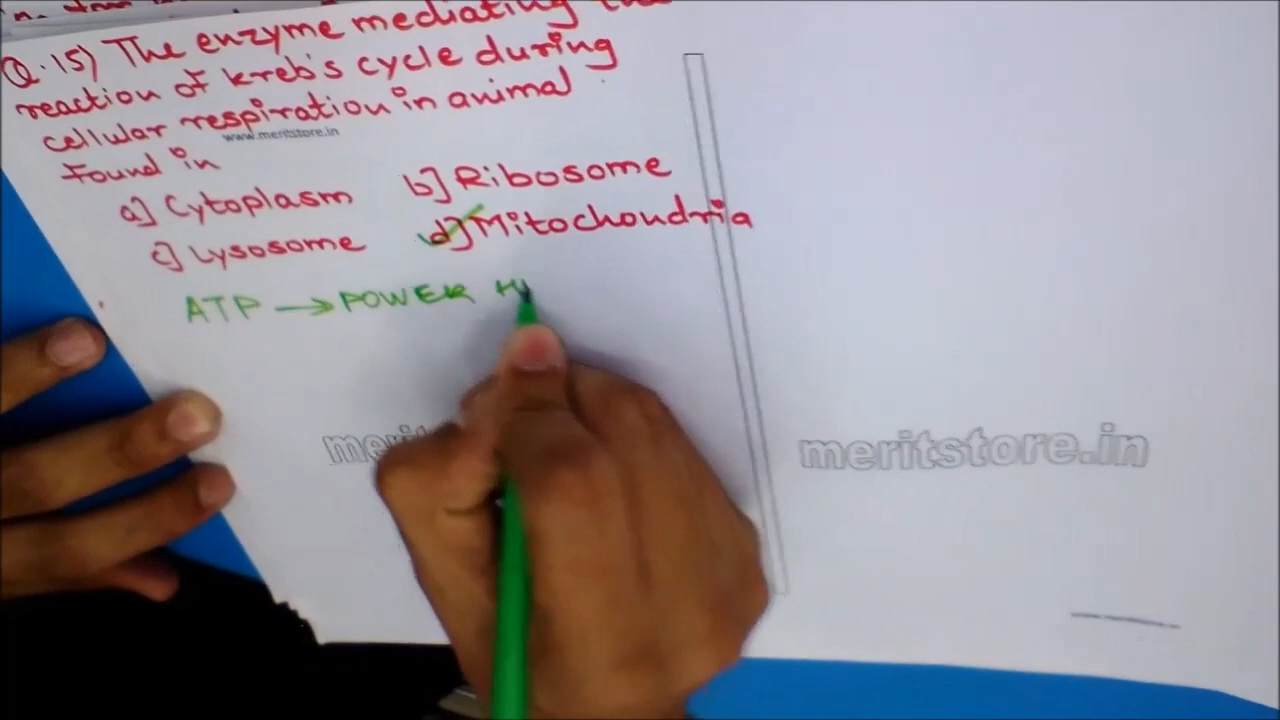 Q.15) The enzyme mediating the
reaction of kreb's cycle during
cellular respiration in animal
found in
www.meritstore.in
a] Cytoplasm b] Ribosome
c] Lysosome d] Mitochondria
ATP → POWER H
meritstore.in